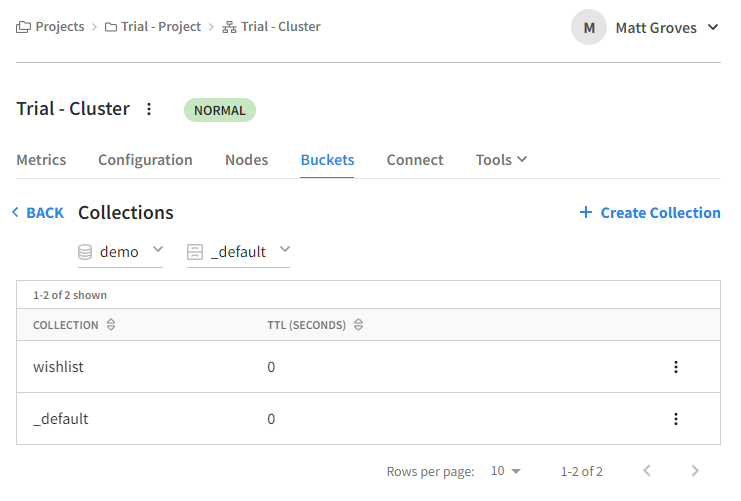 Projects > Trial - Project > Trial - Cluster
M Matt Groves
Trial - Cluster NORMAL
Metrics Configuration Nodes Buckets Connect Tools
BACK Collections + Create Collection
demo _default
1-2 of 2 shown
COLLECTION TTL (SECONDS)
wishlist 0
_default 0
Rows per page: 10 1-2 of 2